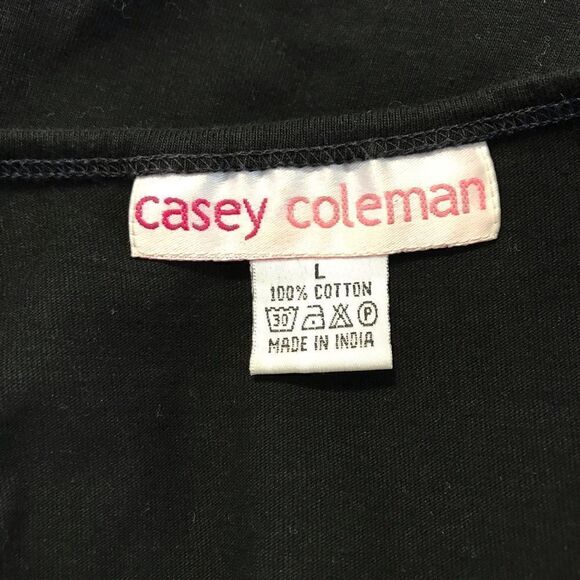 casey coleman
L
100% COTTON
30° P
MADE IN INDIA